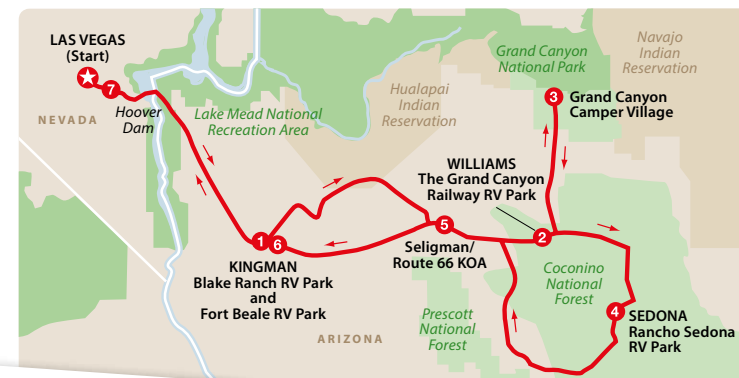 LAS VEGAS
(Start)
7
Hoover
Dam
NEVADA
Lake Mead National
Recreation Area
Hualapai
Indian
Reservation
Grand Canyon
National Park
Navajo
Indian
Reservation
3
Grand Canyon
Camper Village
WILLIAMS
The Grand Canyon
Railway RV Park
2
5
Seligman/
Route 66 KOA
1
6
KINGMAN
Blake Ranch RV Park
and
Fort Beale RV Park
ARIZONA
Prescott
National
Forest
Coconino
National
Forest
4
SEDONA
Rancho Sedona
RV Park